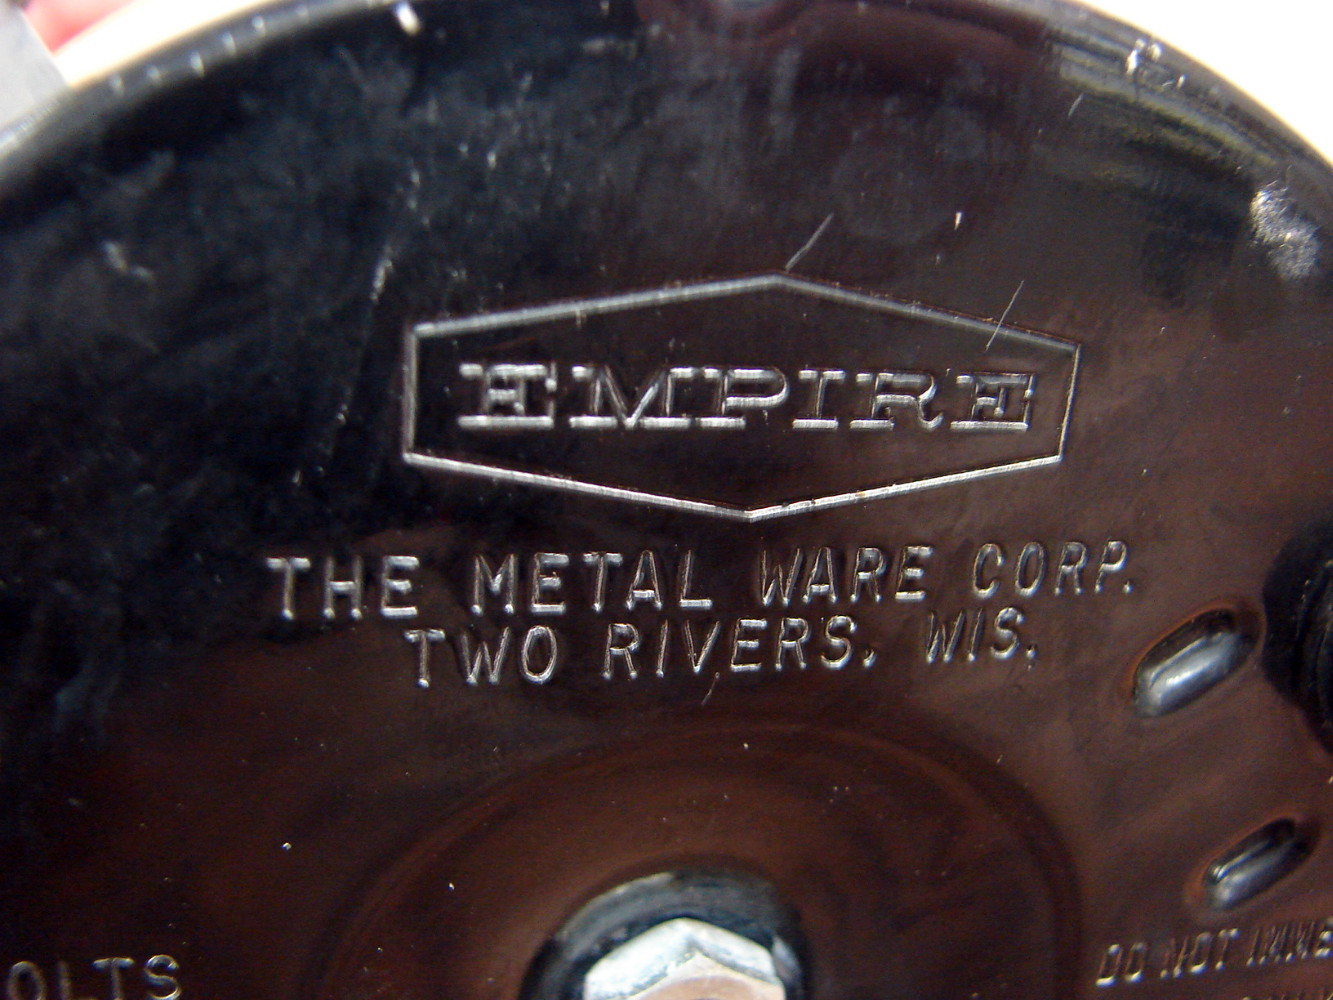 EMPIRE
THE METAL WARE CORP.
TWO RIVERS, WIS.
OLTS
DO NOT IMME